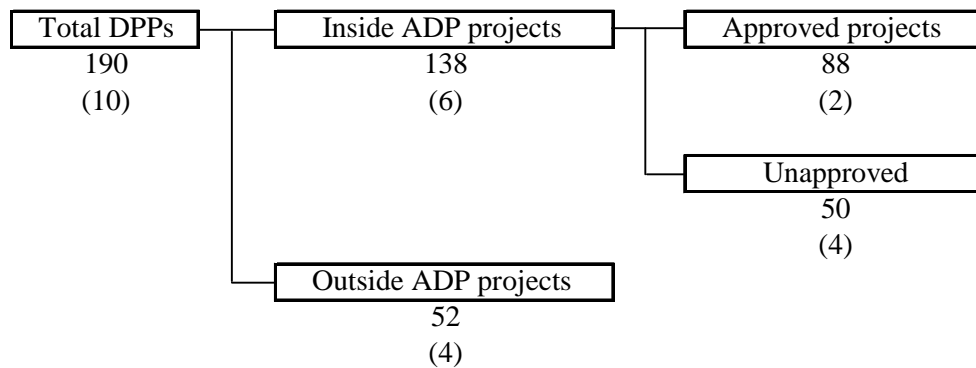 Total DPPs
190
(10)
Inside ADP projects
138
(6)
Approved projects
88
(2)
Unapproved
50
(4)
Outside ADP projects
52
(4)